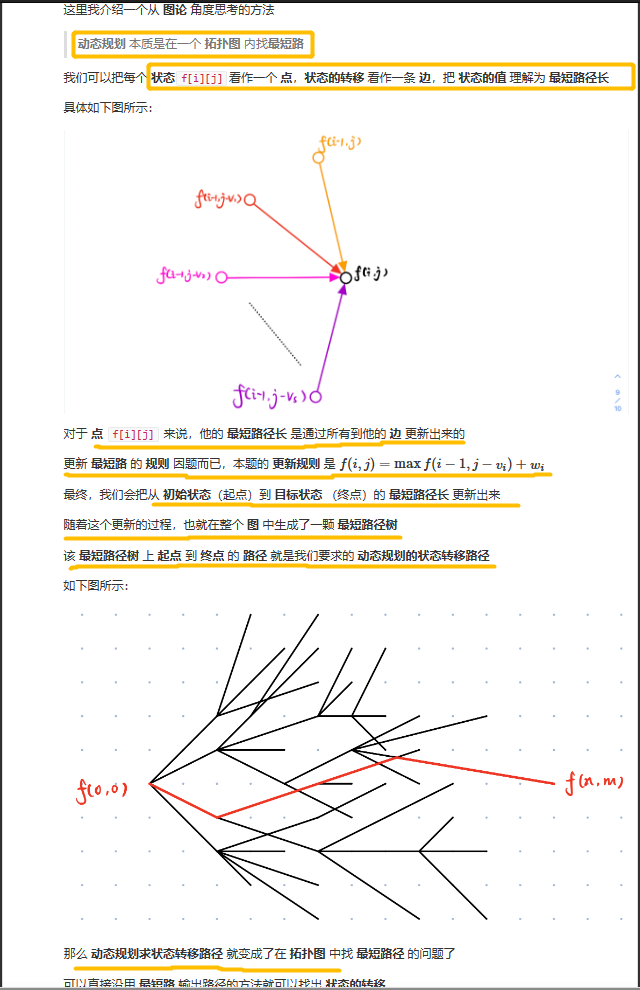 这里我介绍一个从 图论 角度思考的方法
动态规划 本质是在一个 拓扑图 内找最短路
我们可以把每个 状态 f[i][j] 看作一个 点，状态的转移 看作一条 边，把 状态的值 理解为 最短路径长
具体如下图所示：
f(i-1,j)
f(i-1,j-v₁)
f(i-1,j-v₂)
f(i,j)
f(i-1,j-vₛ)
9
/
10
对于 点 f[i][j] 来说，他的 最短路径长 是通过所有到他的 边 更新出来的
更新 最短路 的 规则 因题而已，本题的 更新规则 是 f(i,j) = max f(i − 1, j − vᵢ) + wᵢ
最终，我们会把从 初始状态（起点）到 目标状态 （终点）的 最短路径长 更新出来
随着这个更新的过程，也就在整个 图 中生成了一颗 最短路径树
该 最短路径树 上 起点 到 终点 的 路径 就是我们要求的 动态规划的状态转移路径
如下图所示：
f(0,0)
f(n,m)
那么 动态规划求状态转移路径 就变成了在 拓扑图 中找 最短路径 的问题了
可以直接沿用 最短路 输出路径的方法就可以找出 状态的转移